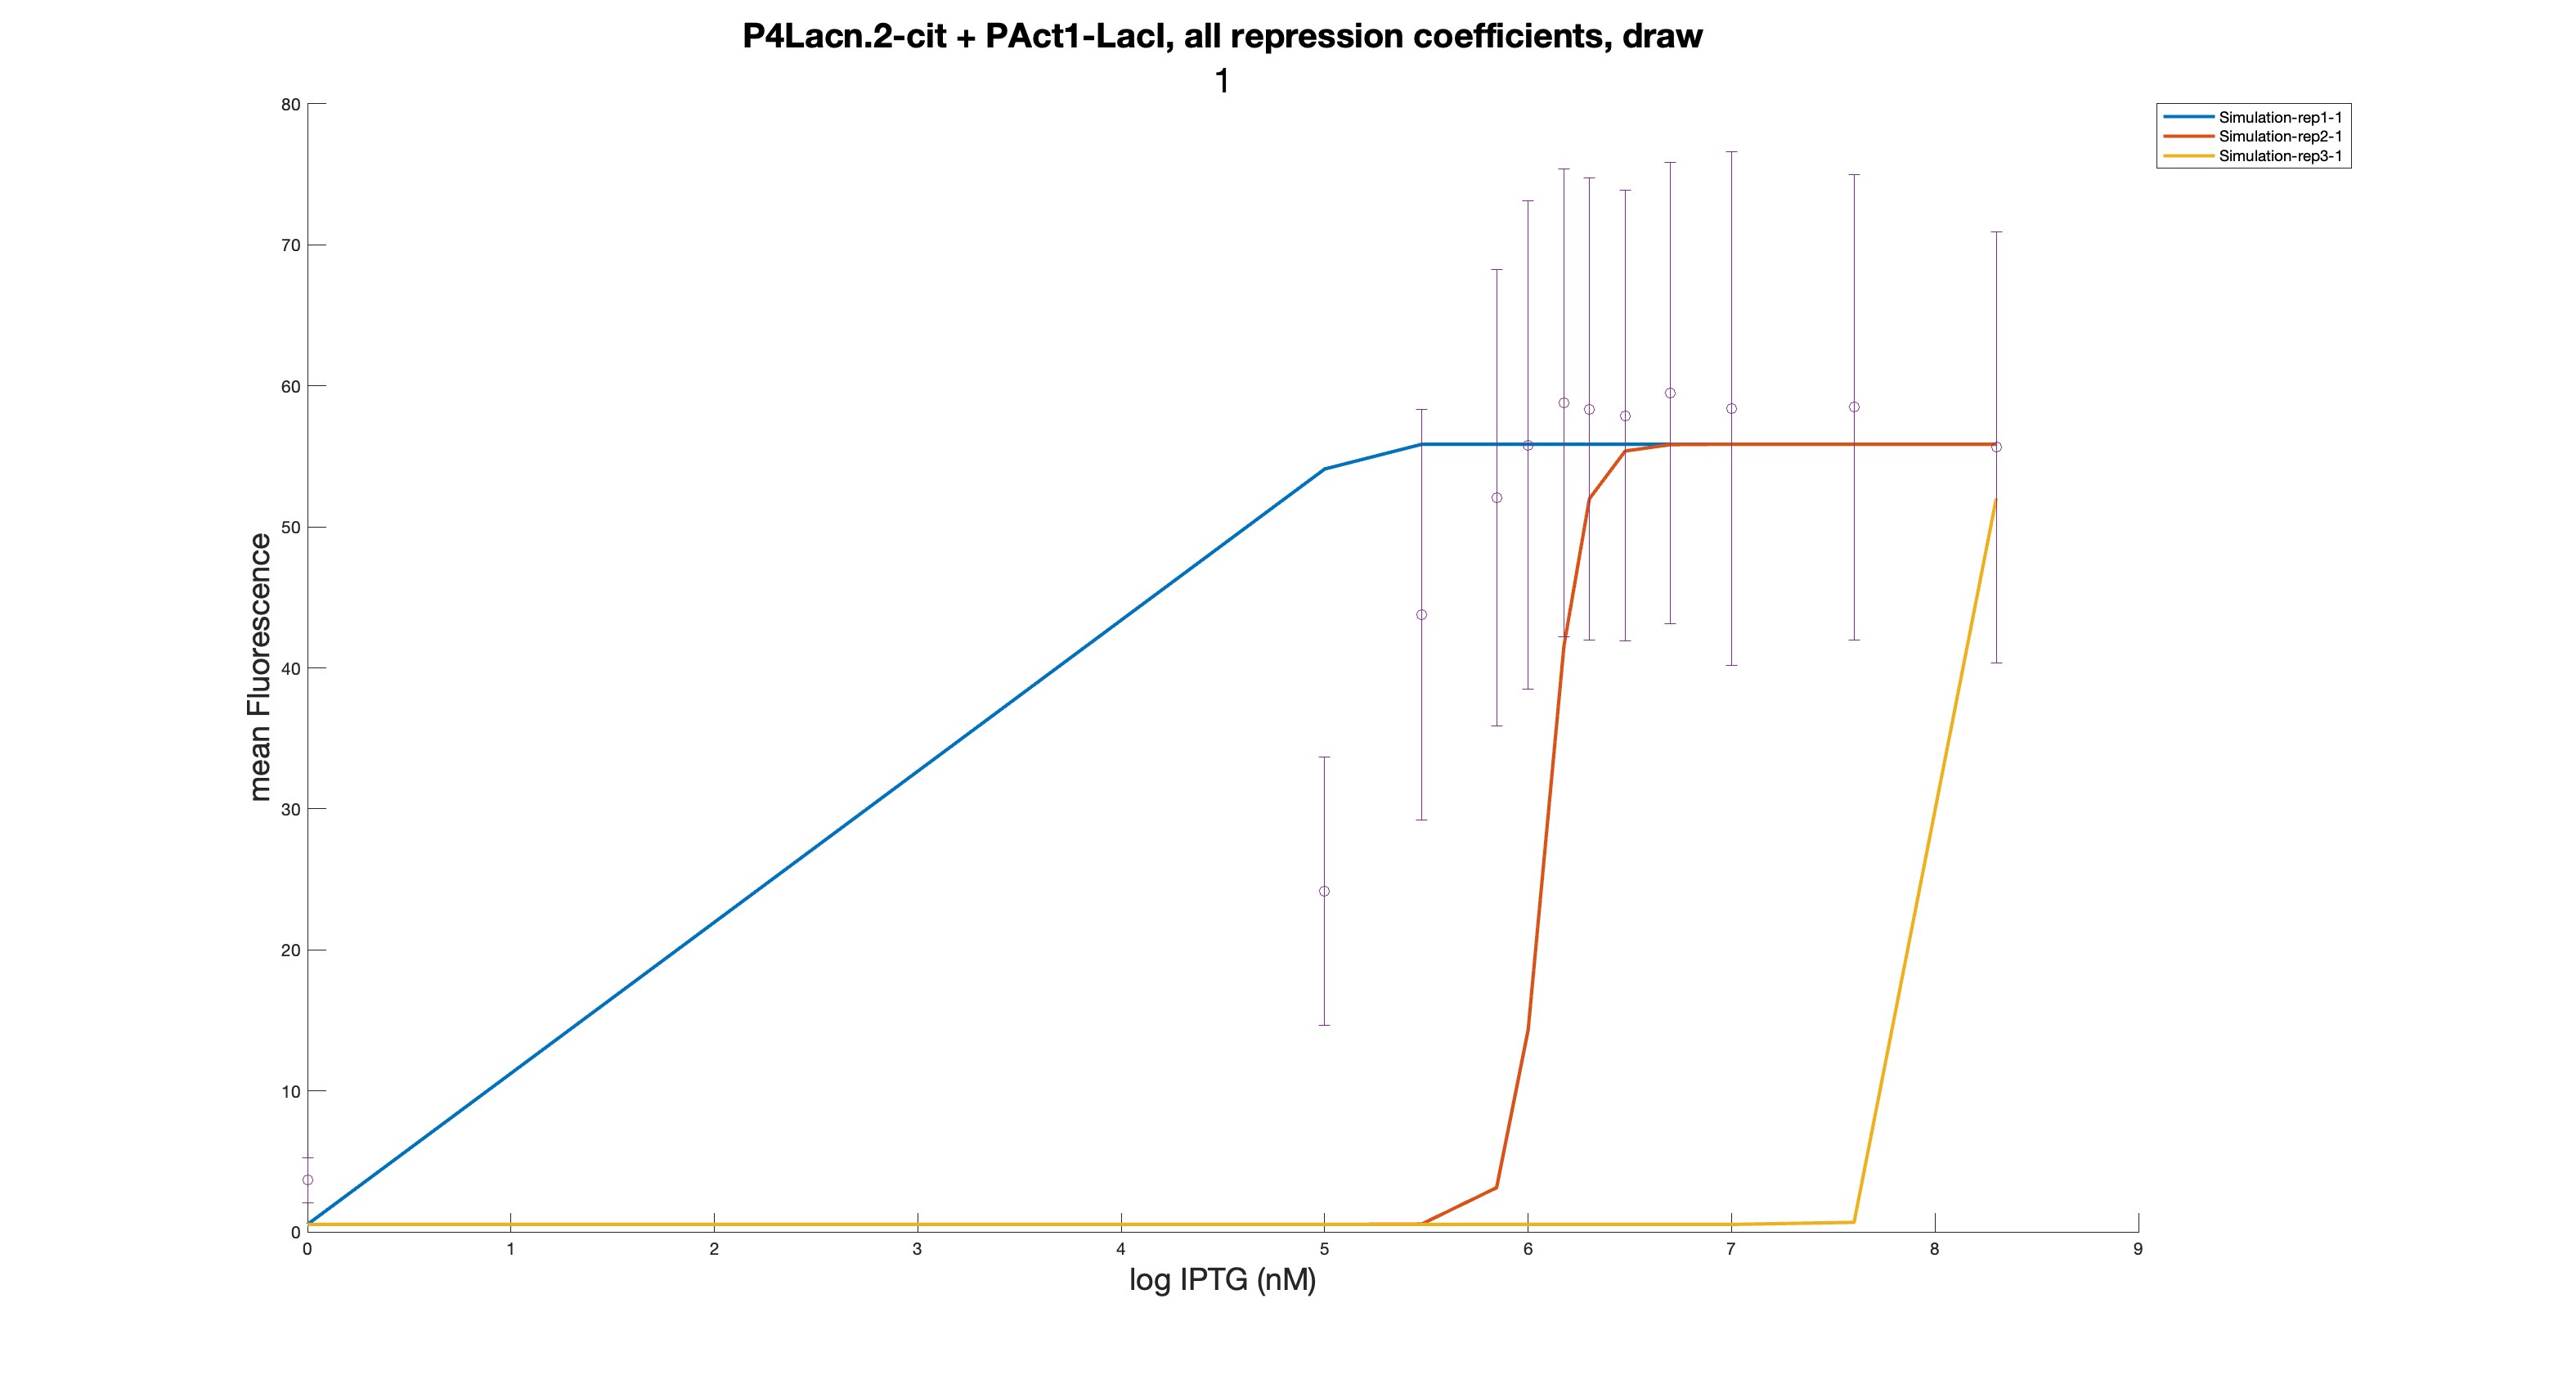 P4Lacn.2-cit + PAct1-LacI, all repression coefficients, draw
1
Simulation-rep1-1
Simulation-rep2-1
Simulation-rep3-1
80
70
60
50
40
30
20
10
0
mean Fluorescence
0 1 2 3 4 5 6 7 8 9
log IPTG (nM)